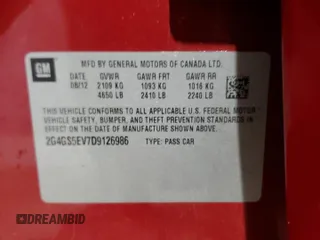 GM
MFD BY GENERAL MOTORS OF CANADA LTD.
DATE GVWR GAWR FRT GAWR RR
08/12 2109 KG 1093 KG 1016 KG
4650 LB 2410 LB 2240 LB
THIS VEHICLE CONFORMS TO ALL APPLICABLE U.S. FEDERAL MOTOR
VEHICLE SAFETY, BUMPER, AND THEFT PREVENTION STANDARDS IN
EFFECT ON THE DATE OF MANUFACTURE SHOWN ABOVE.
2G4GS5EV7D9126986 TYPE: PASS CAR
AUTOBIDMASTER